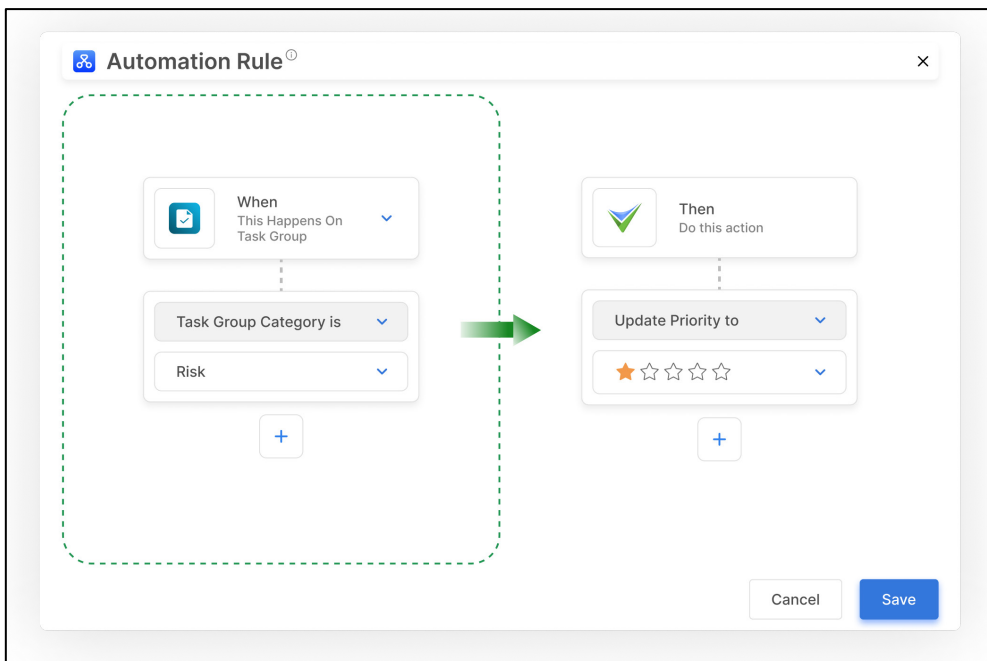 Automation Rule
When
This Happens On
Task Group
Task Group Category is
Risk
+
Then
Do this action
Update Priority to
+
Cancel
Save